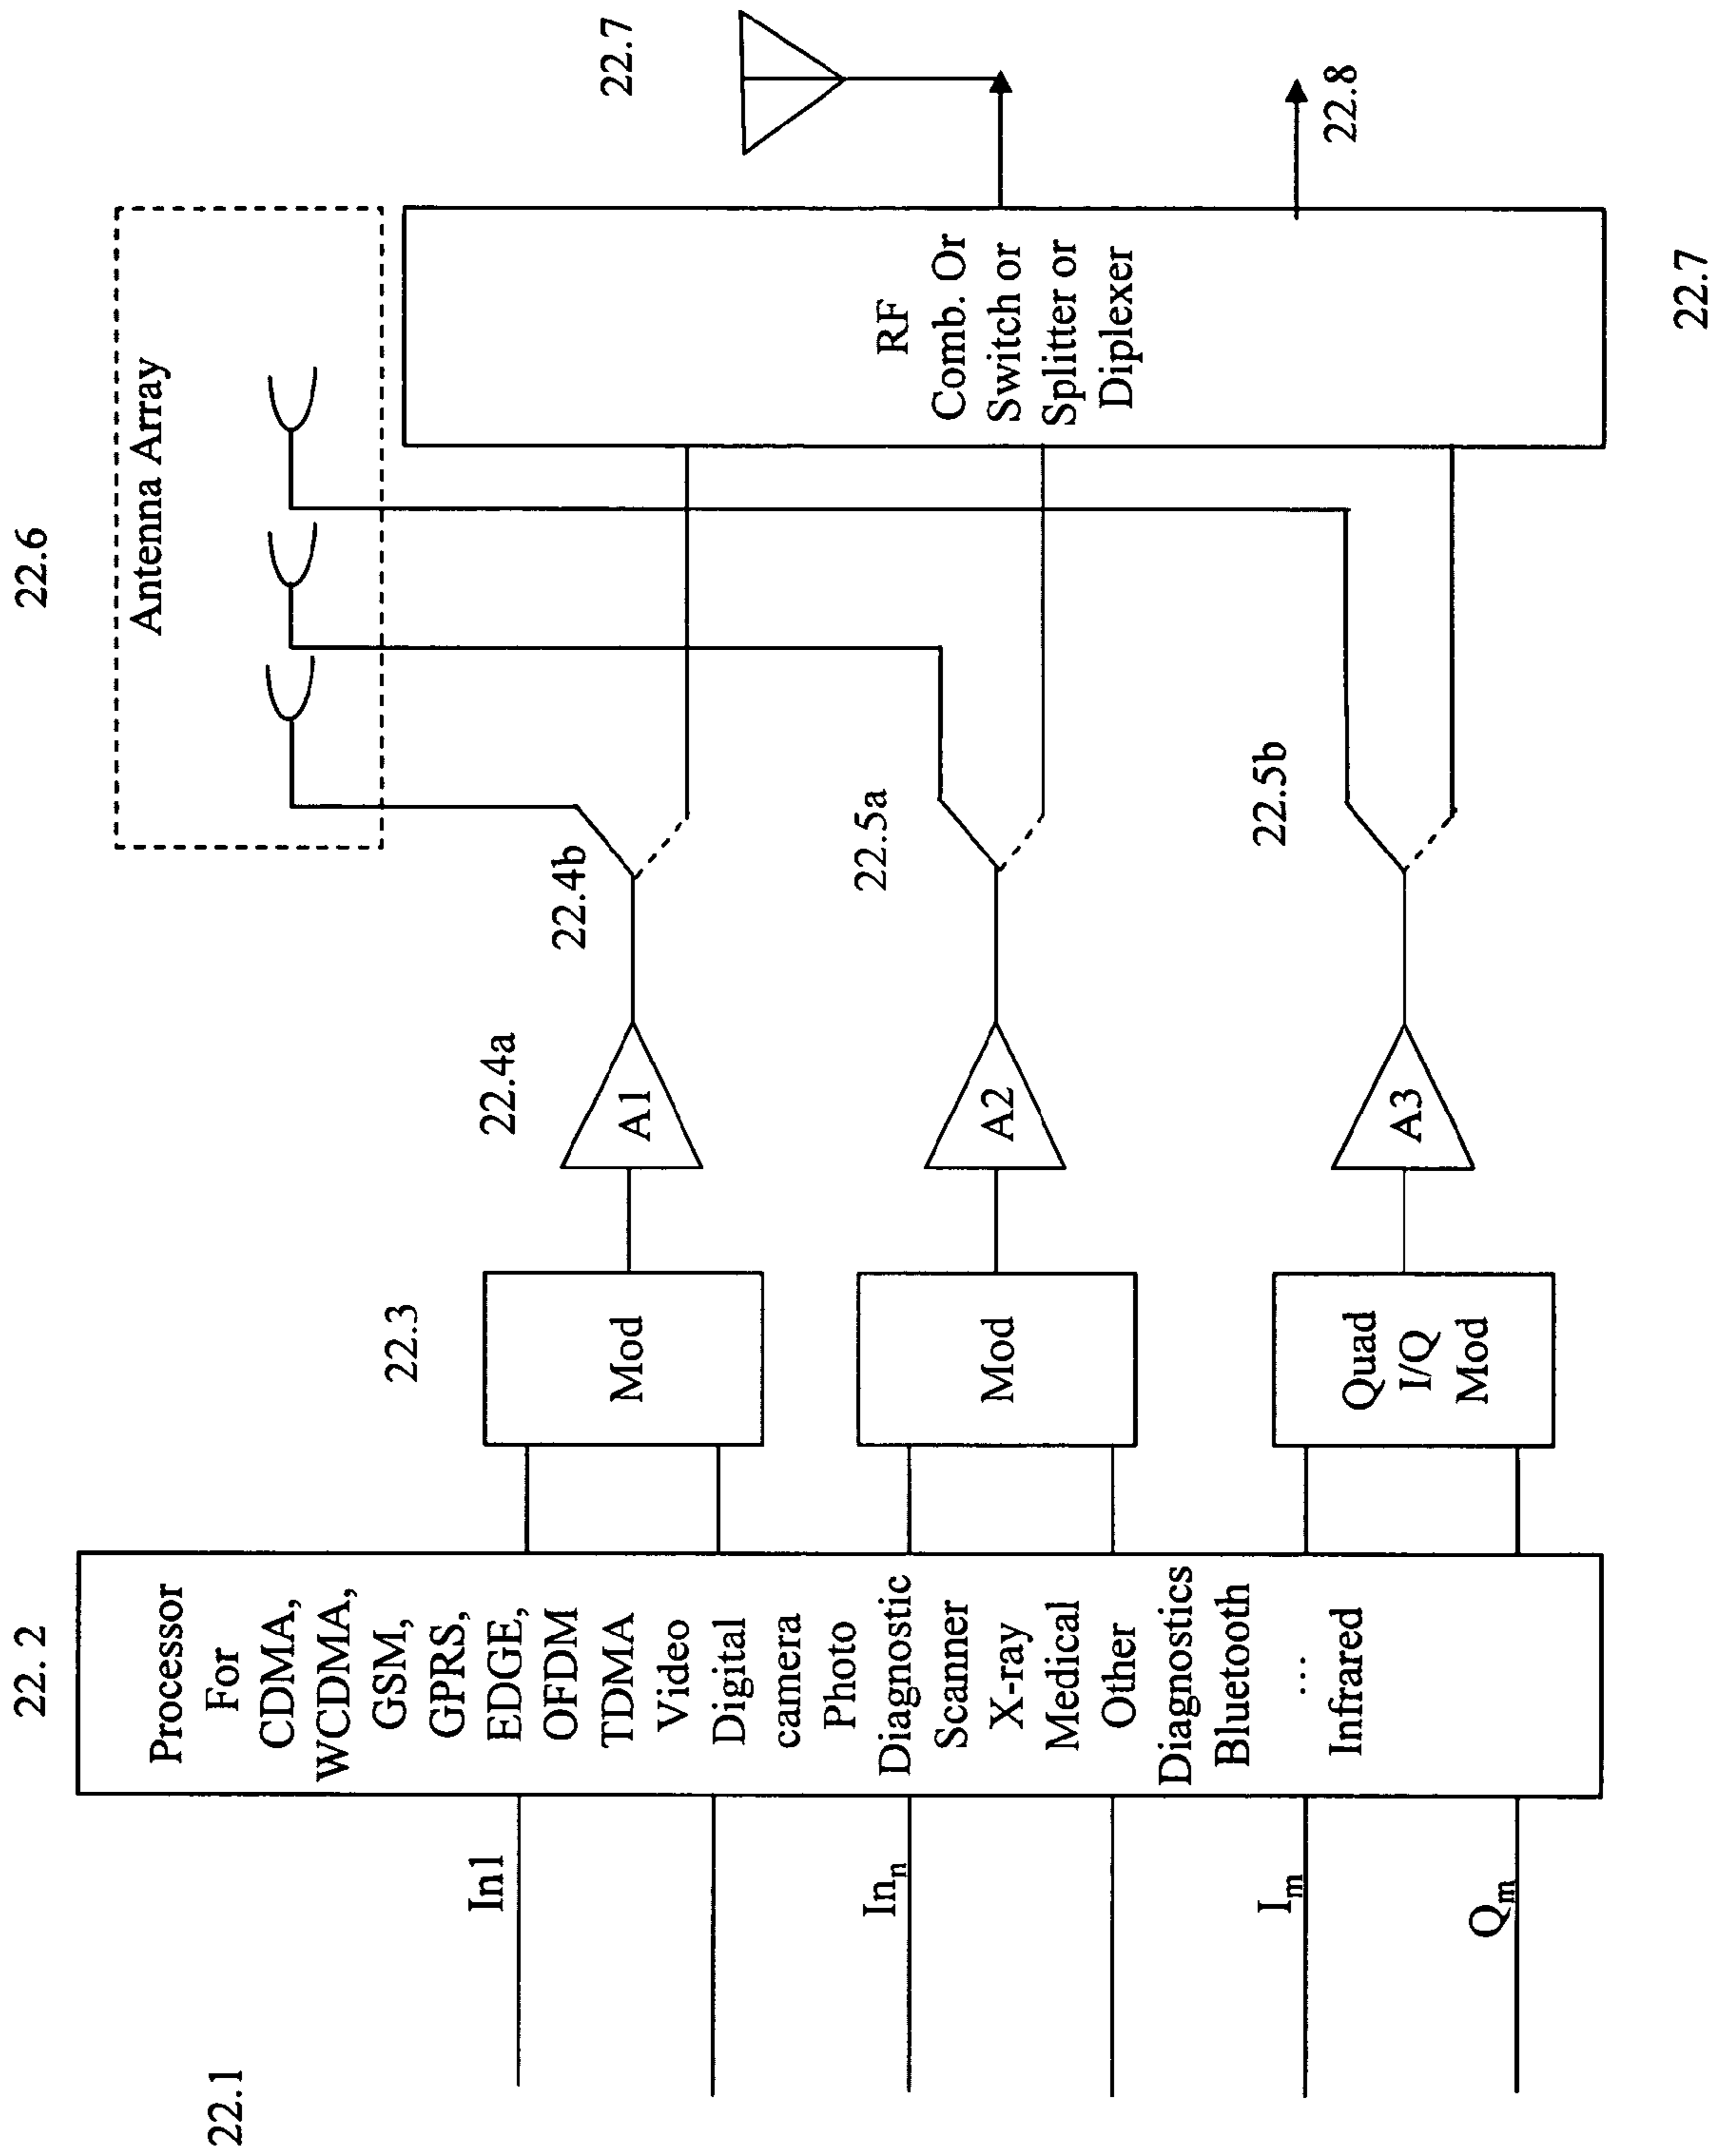 22.1
In1
In_n
I_m
Q_m
22. 2
Processor
For
CDMA,
WCDMA,
GSM,
GPRS,
EDGE,
OFDM
TDMA
Video
Digital
camera
Photo
Diagnostic
Scanner
X-ray
Medical
Other
Diagnostics
Bluetooth
...
Infrared
22.3
Mod
Mod
Quad
I/Q
Mod
22.4a
A1
A2
A3
22.4b
22.5a
22.5b
22.6
Antenna Array
RF
Comb. Or
Switch or
Splitter or
Diplexer
22.7
22.7
22.8